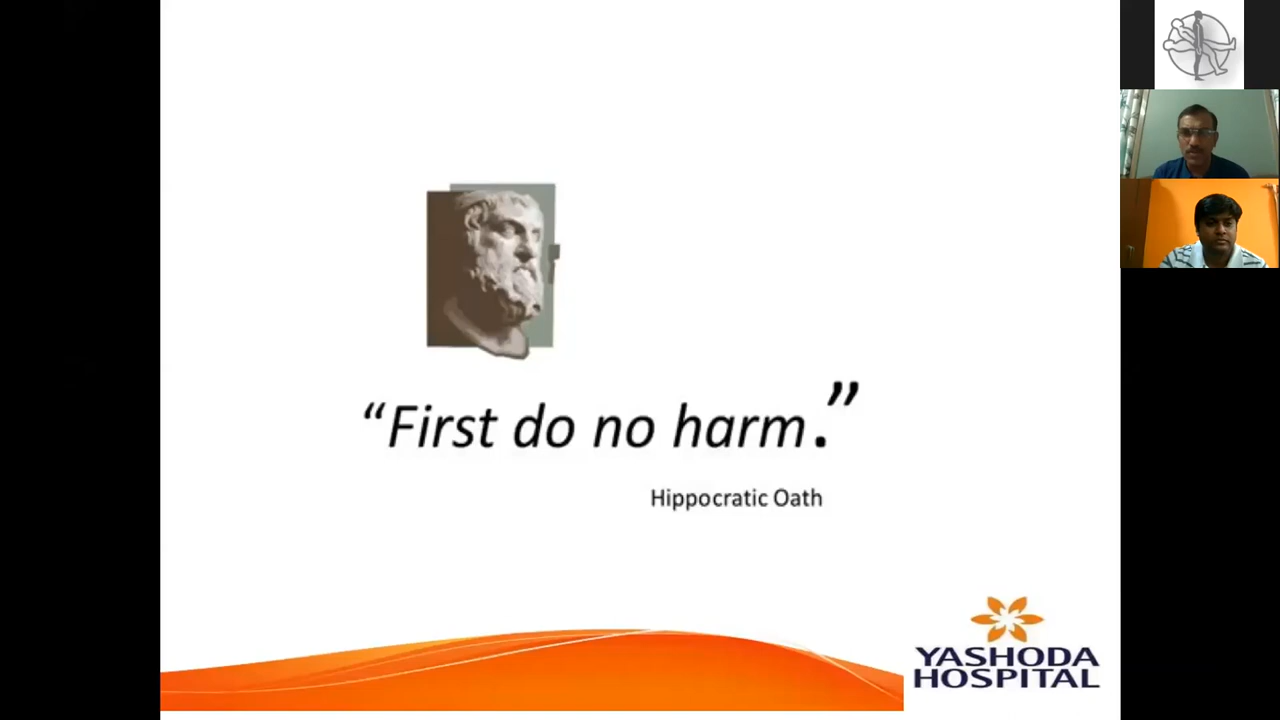 “First do no harm.”
Hippocratic Oath
YASHODA
HOSPITAL